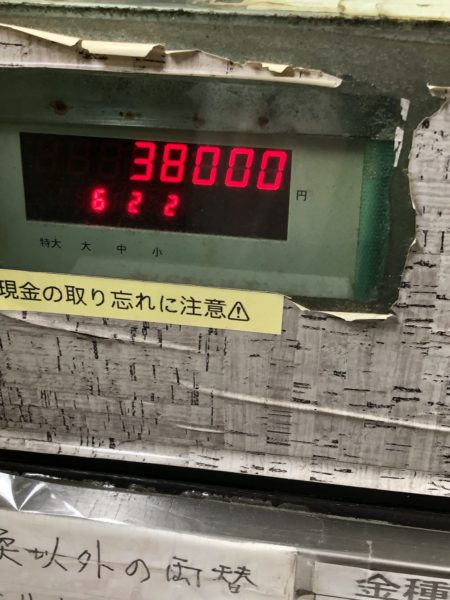 38000 円
6 2 2
特大 大 中 小
現金の取り忘れに注意⚠
以外の両替
金種